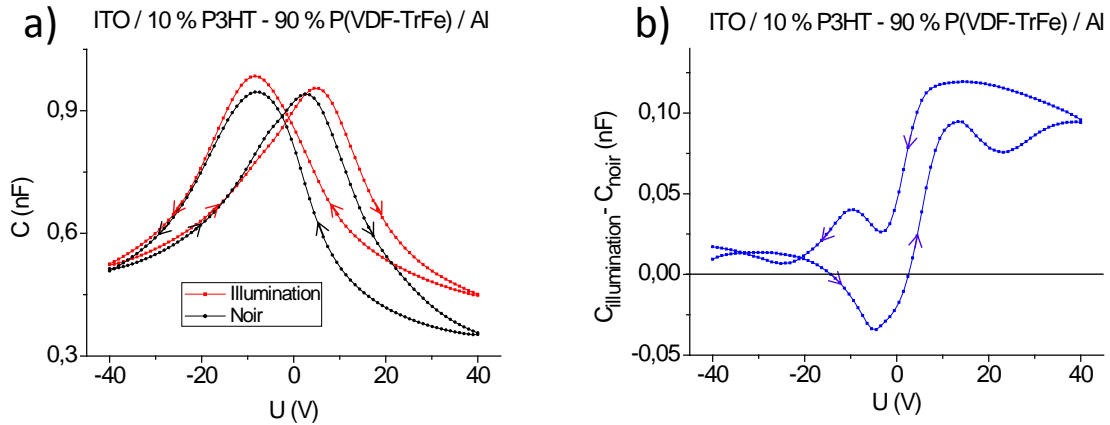 a)
ITO / 10 % P3HT - 90 % P(VDF-TrFe) / Al
0,9
0,6
0,3
C (nF)
Illumination
Noir
-40
-20
0
20
40
U (V)
b)
ITO / 10 % P3HT - 90 % P(VDF-TrFe) / Al
0,10
0,05
0,00
-0,05
Cillumination- Cnoir (nF)
-40
-20
0
20
40
U (V)